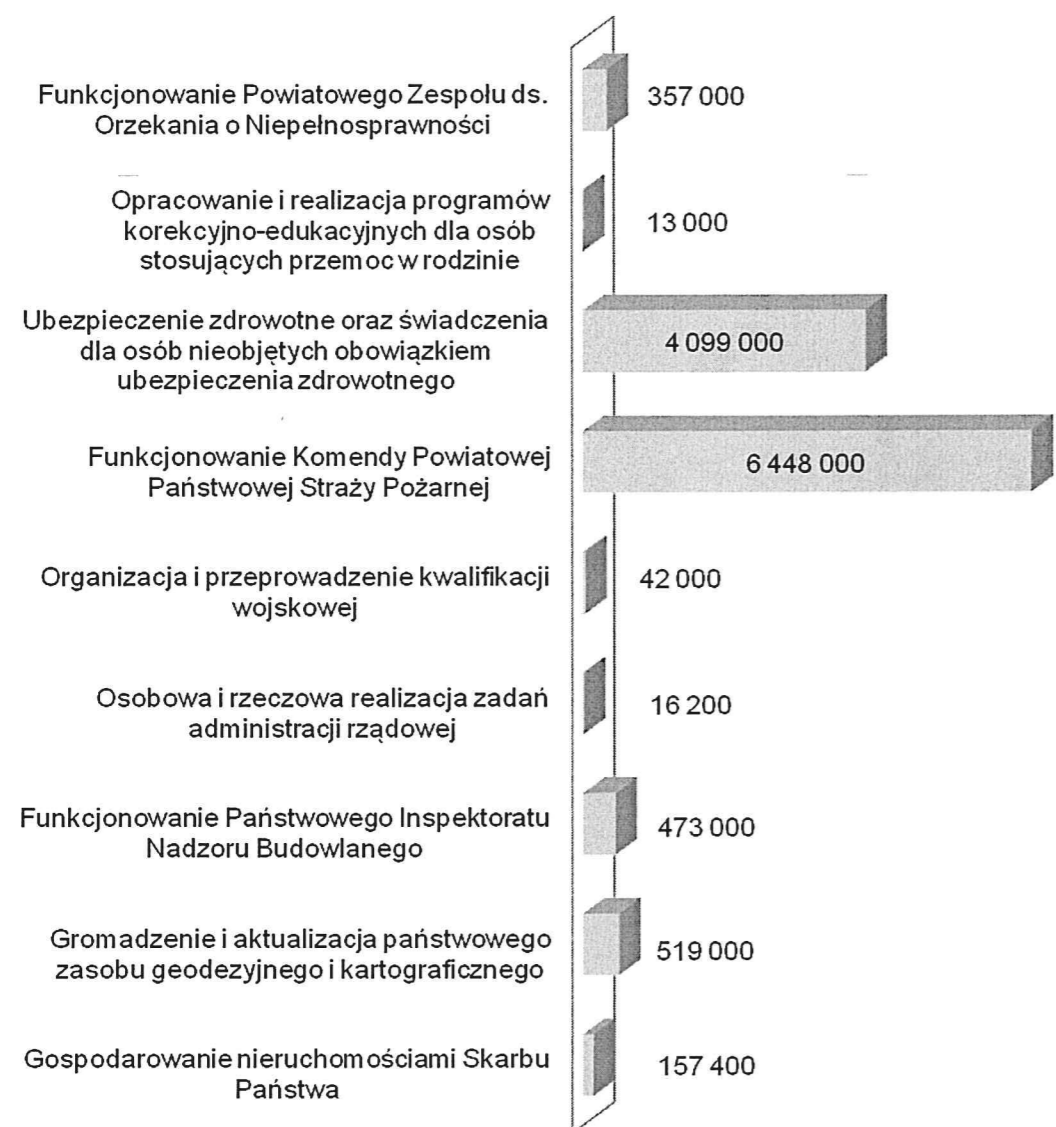 Funkcjonowanie Powiatowego Zespołu ds.
Orzekania o Niepełnosprawności
357 000
Opracowanie i realizacja programów
korekcyjno-edukacyjnych dla osób
stosujących przemoc w rodzinie
13 000
Ubezpieczenie zdrowotne oraz świadczenia
dla osób nieobjętych obowiązkiem
ubezpieczenia zdrowotnego
4 099 000
Funkcjonowanie Komendy Powiatowej
Państwowej Straży Pożarnej
6 448 000
Organizacja i przeprowadzenie kwalifikacji
wojskowej
42 000
Osobowa i rzeczowa realizacja zadań
administracji rządowej
16 200
Funkcjonowanie Państwowego Inspektoratu
Nadzoru Budowlanego
473 000
Gromadzenie i aktualizacja państwowego
zasobu geodezyjnego i kartograficznego
519 000
Gospodarowanie nieruchomościami Skarbu
Państwa
157 400